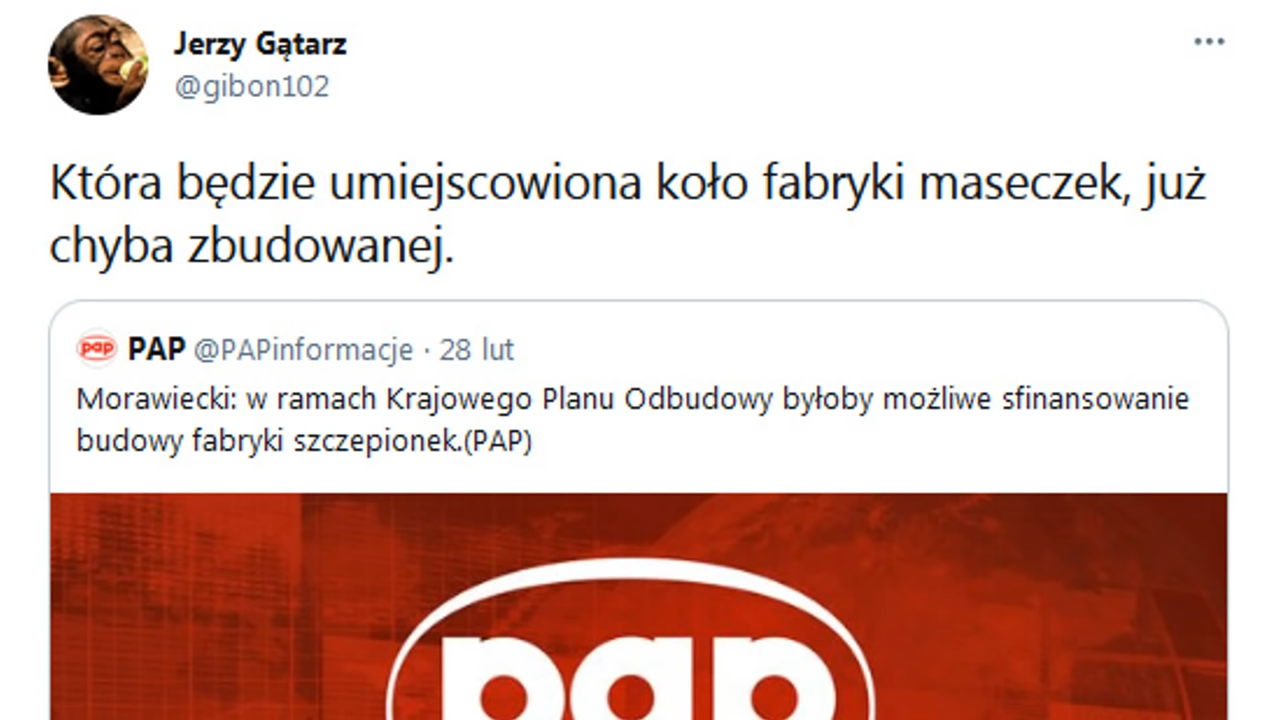 Jerzy Gątarz
@gibon102
Która będzie umiejscowiona koło fabryki maseczek, już
chyba zbudowanej.
pap PAP @PAPinformacje · 28 lut
Morawiecki: w ramach Krajowego Planu Odbudowy byłoby możliwe sfinansowanie
budowy fabryki szczepionek.(PAP)
pap